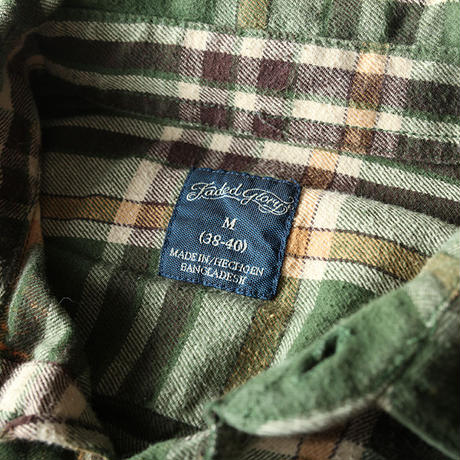 Faded Glory
M
(38-40)
MADE IN/HECHO EN
BANGLADESH